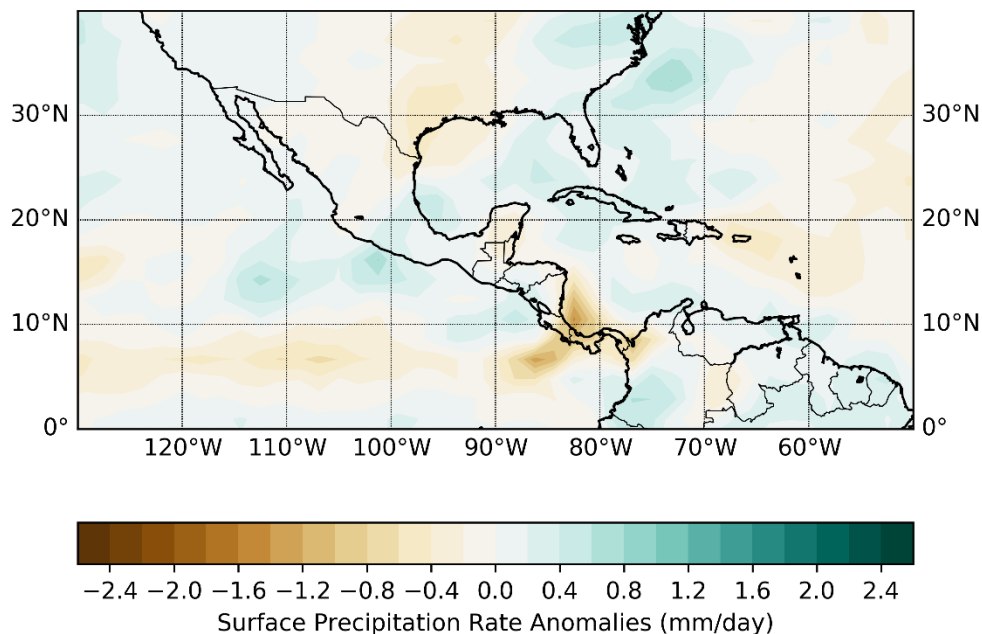 30°N 30°N
20°N 20°N
10°N 10°N
0° 0°
120°W 110°W 100°W 90°W 80°W 70°W 60°W
−2.4 −2.0 −1.6 −1.2 −0.8 −0.4 0.0 0.4 0.8 1.2 1.6 2.0 2.4
Surface Precipitation Rate Anomalies (mm/day)